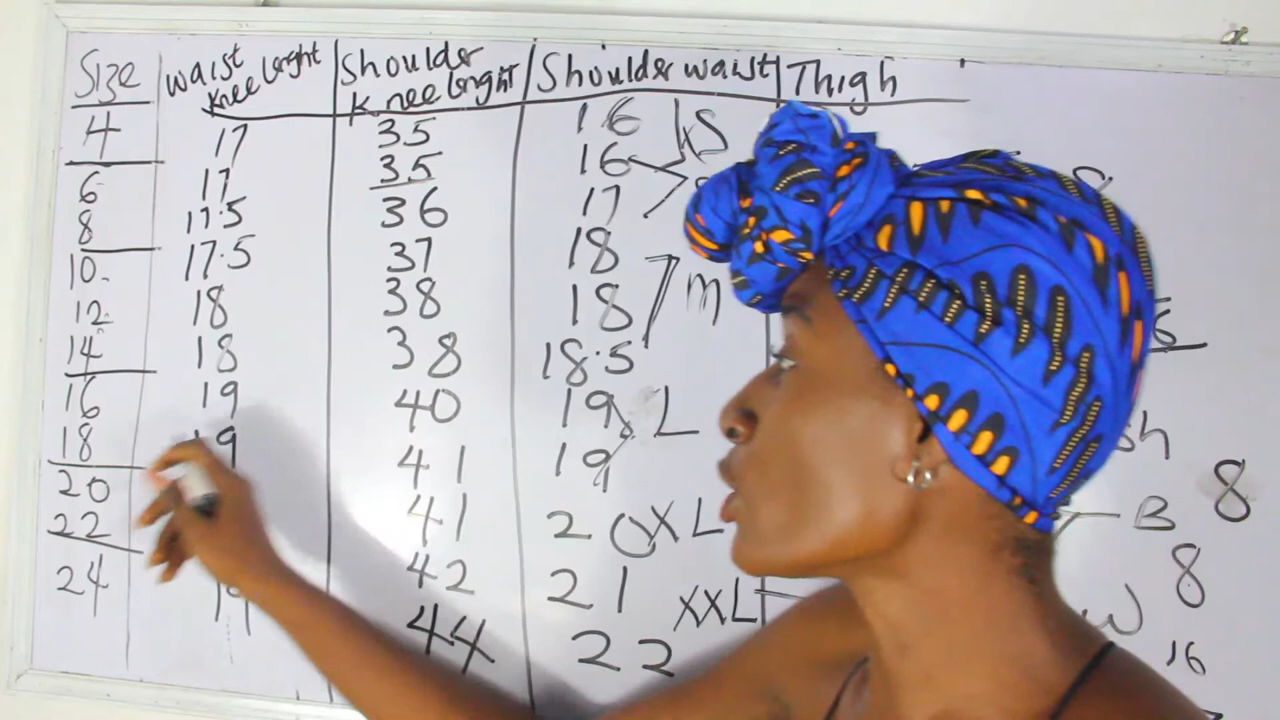 Size waist knee lenght Shoulder knee lenght Shoulder waist Thigh
4 17 35 16 XS
6 17 35 16
8 17.5 36 17
10 17.5 37 18
12 18 38 18 m
14 18 38 18.5
16 19 40 19 L
18 19 41 19
20 41 20 XL
22 42 21 XXL
24 19 44 22
8
B
8
W
16